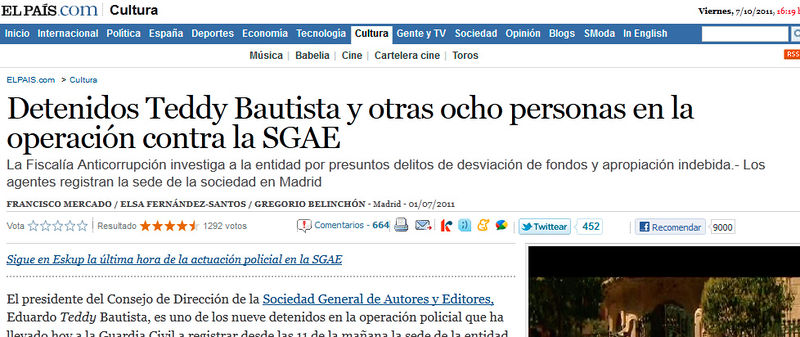 EL PAÍS.com Cultura Viernes, 7/10/2011, 16:19
Inicio Internacional Política España Deportes Economía Tecnología Cultura Gente y TV Sociedad Opinión Blogs SModa In English
Música | Babelia | Cine | Cartelera cine | Toros RSS
ELPAIS.com > Cultura
Detenidos Teddy Bautista y otras ocho personas en la
operación contra la SGAE
La Fiscalía Anticorrupción investiga a la entidad por presuntos delitos de desviación de fondos y apropiación indebida.- Los
agentes registran la sede de la sociedad en Madrid
FRANCISCO MERCADO / ELSA FERNÁNDEZ-SANTOS / GREGORIO BELINCHÓN - Madrid - 01/07/2011
Vota Resultado 1292 votos Comentarios - 664 Twittear 452 Recomendar 9000
Sigue en Eskup la última hora de la actuación policial en la SGAE
El presidente del Consejo de Dirección de la Sociedad General de Autores y Editores,
Eduardo Teddy Bautista, es uno de los nueve detenidos en la operación policial que ha
llevado hoy a la Guardia Civil a registrar desde las 11 de la mañana la sede de la entidad